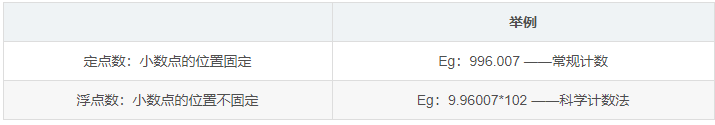 举例
定点数：小数点的位置固定
Eg：996.007 ——常规计数
浮点数：小数点的位置不固定
Eg：9.96007*102 ——科学计数法